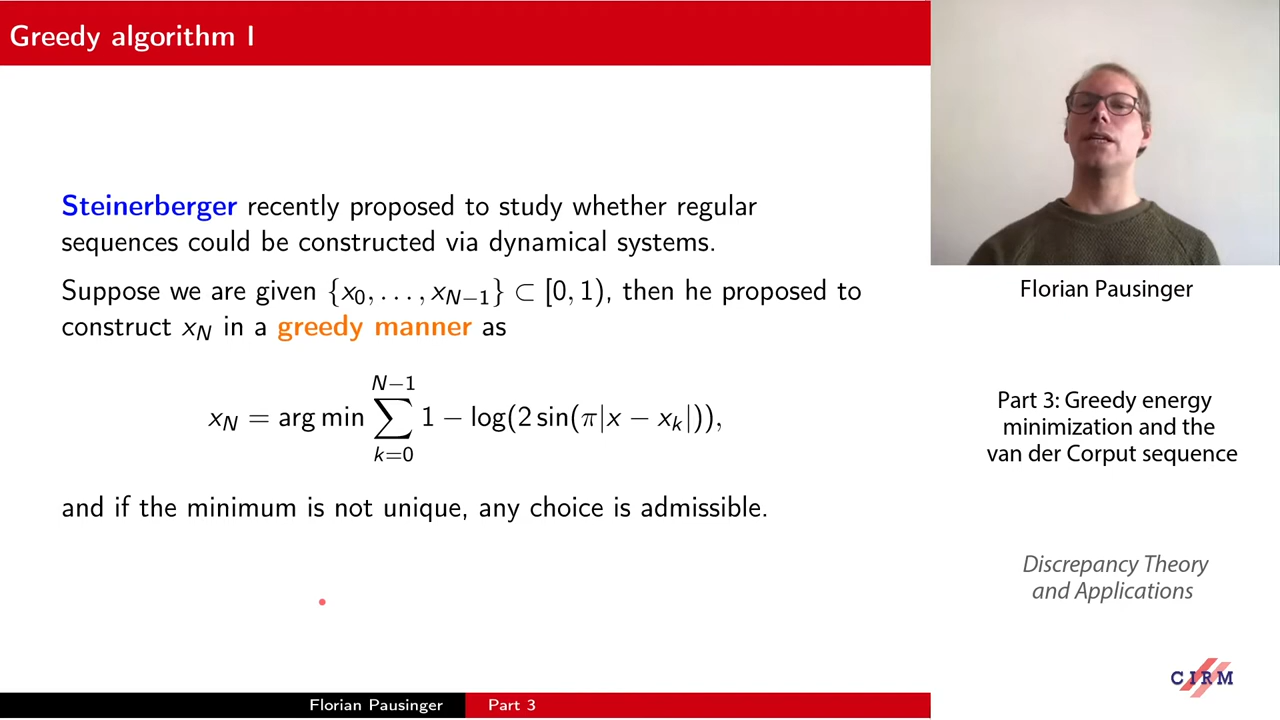 Greedy algorithm I
Steinerberger recently proposed to study whether regular
sequences could be constructed via dynamical systems.
Suppose we are given {x_0, . . . , x_{N−1}} ⊂ [0, 1), then he proposed to
construct x_N in a greedy manner as
x_N = arg min ∑_{k=0}^{N−1} 1 − log(2 sin(π|x − x_k|)),
and if the minimum is not unique, any choice is admissible.
Florian Pausinger Part 3
Florian Pausinger
Part 3: Greedy energy
minimization and the
van der Corput sequence
Discrepancy Theory
and Applications
CIRM